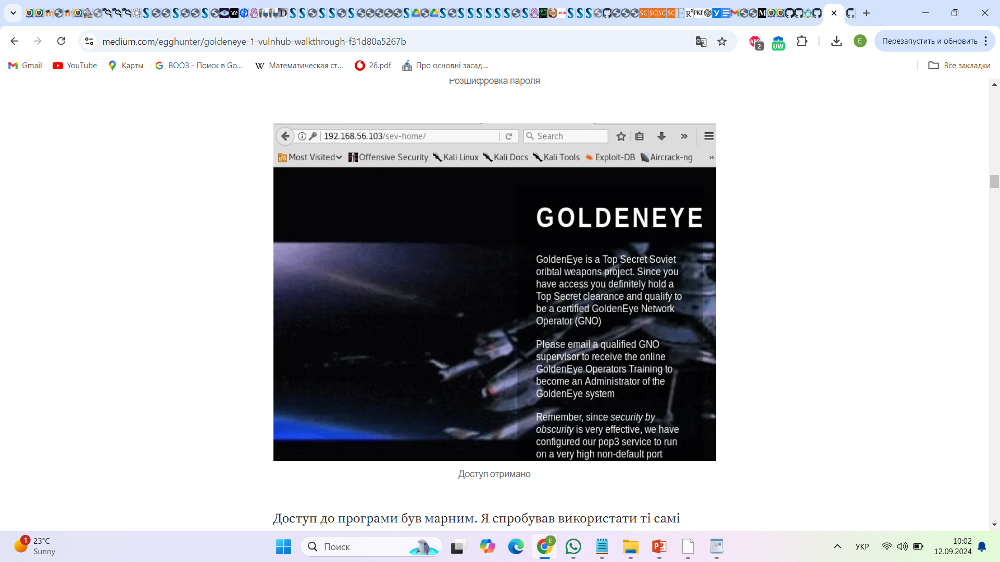 medium.com/egghunter/goldeneye-1-vulnhub-walkthrough-f31d80a5267b
2
UW
E
Перезапустить и обновить
Gmail
YouTube
Карты
ВООЗ - Поиск в Go...
Математическая ст...
26.pdf
Про основні засад...
Все закладки
Розшифровка пароля
192.168.56.103/sev-home/
Search
Most Visited
Offensive Security
Kali Linux
Kali Docs
Kali Tools
Exploit-DB
Aircrack-ng
»
GOLDENEYE
GoldenEye is a Top Secret Soviet
oribtal weapons project. Since you
have access you definitely hold a
Top Secret clearance and qualify to
be a certified GoldenEye Network
Operator (GNO)
Please email a qualified GNO
supervisor to receive the online
GoldenEye Operators Training to
become an Administrator of the
GoldenEye system
Remember, since security by
obscurity is very effective, we have
configured our pop3 service to run
on a very high non-default port
Доступ отримано
Доступ до програми був марним. Я спробував використати ті самі
1
23°C
Sunny
Поиск
E
УКР
10:02
12.09.2024